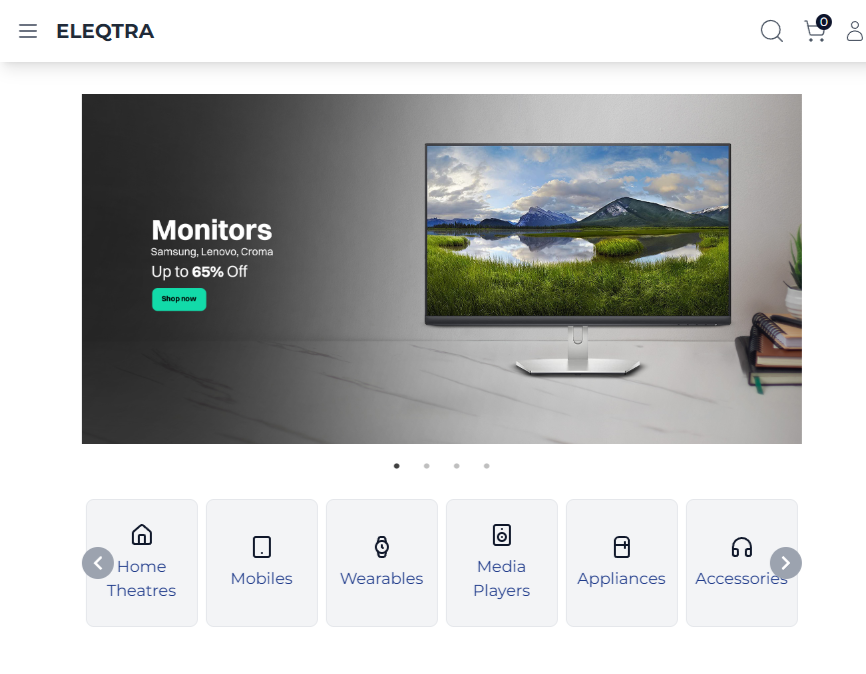 ELEQTRA
0
Monitors
Samsung, Lenovo, Croma
Up to 65% Off
Shop now
Home
Theatres
Mobiles
Wearables
Media
Players
Appliances
Accessories